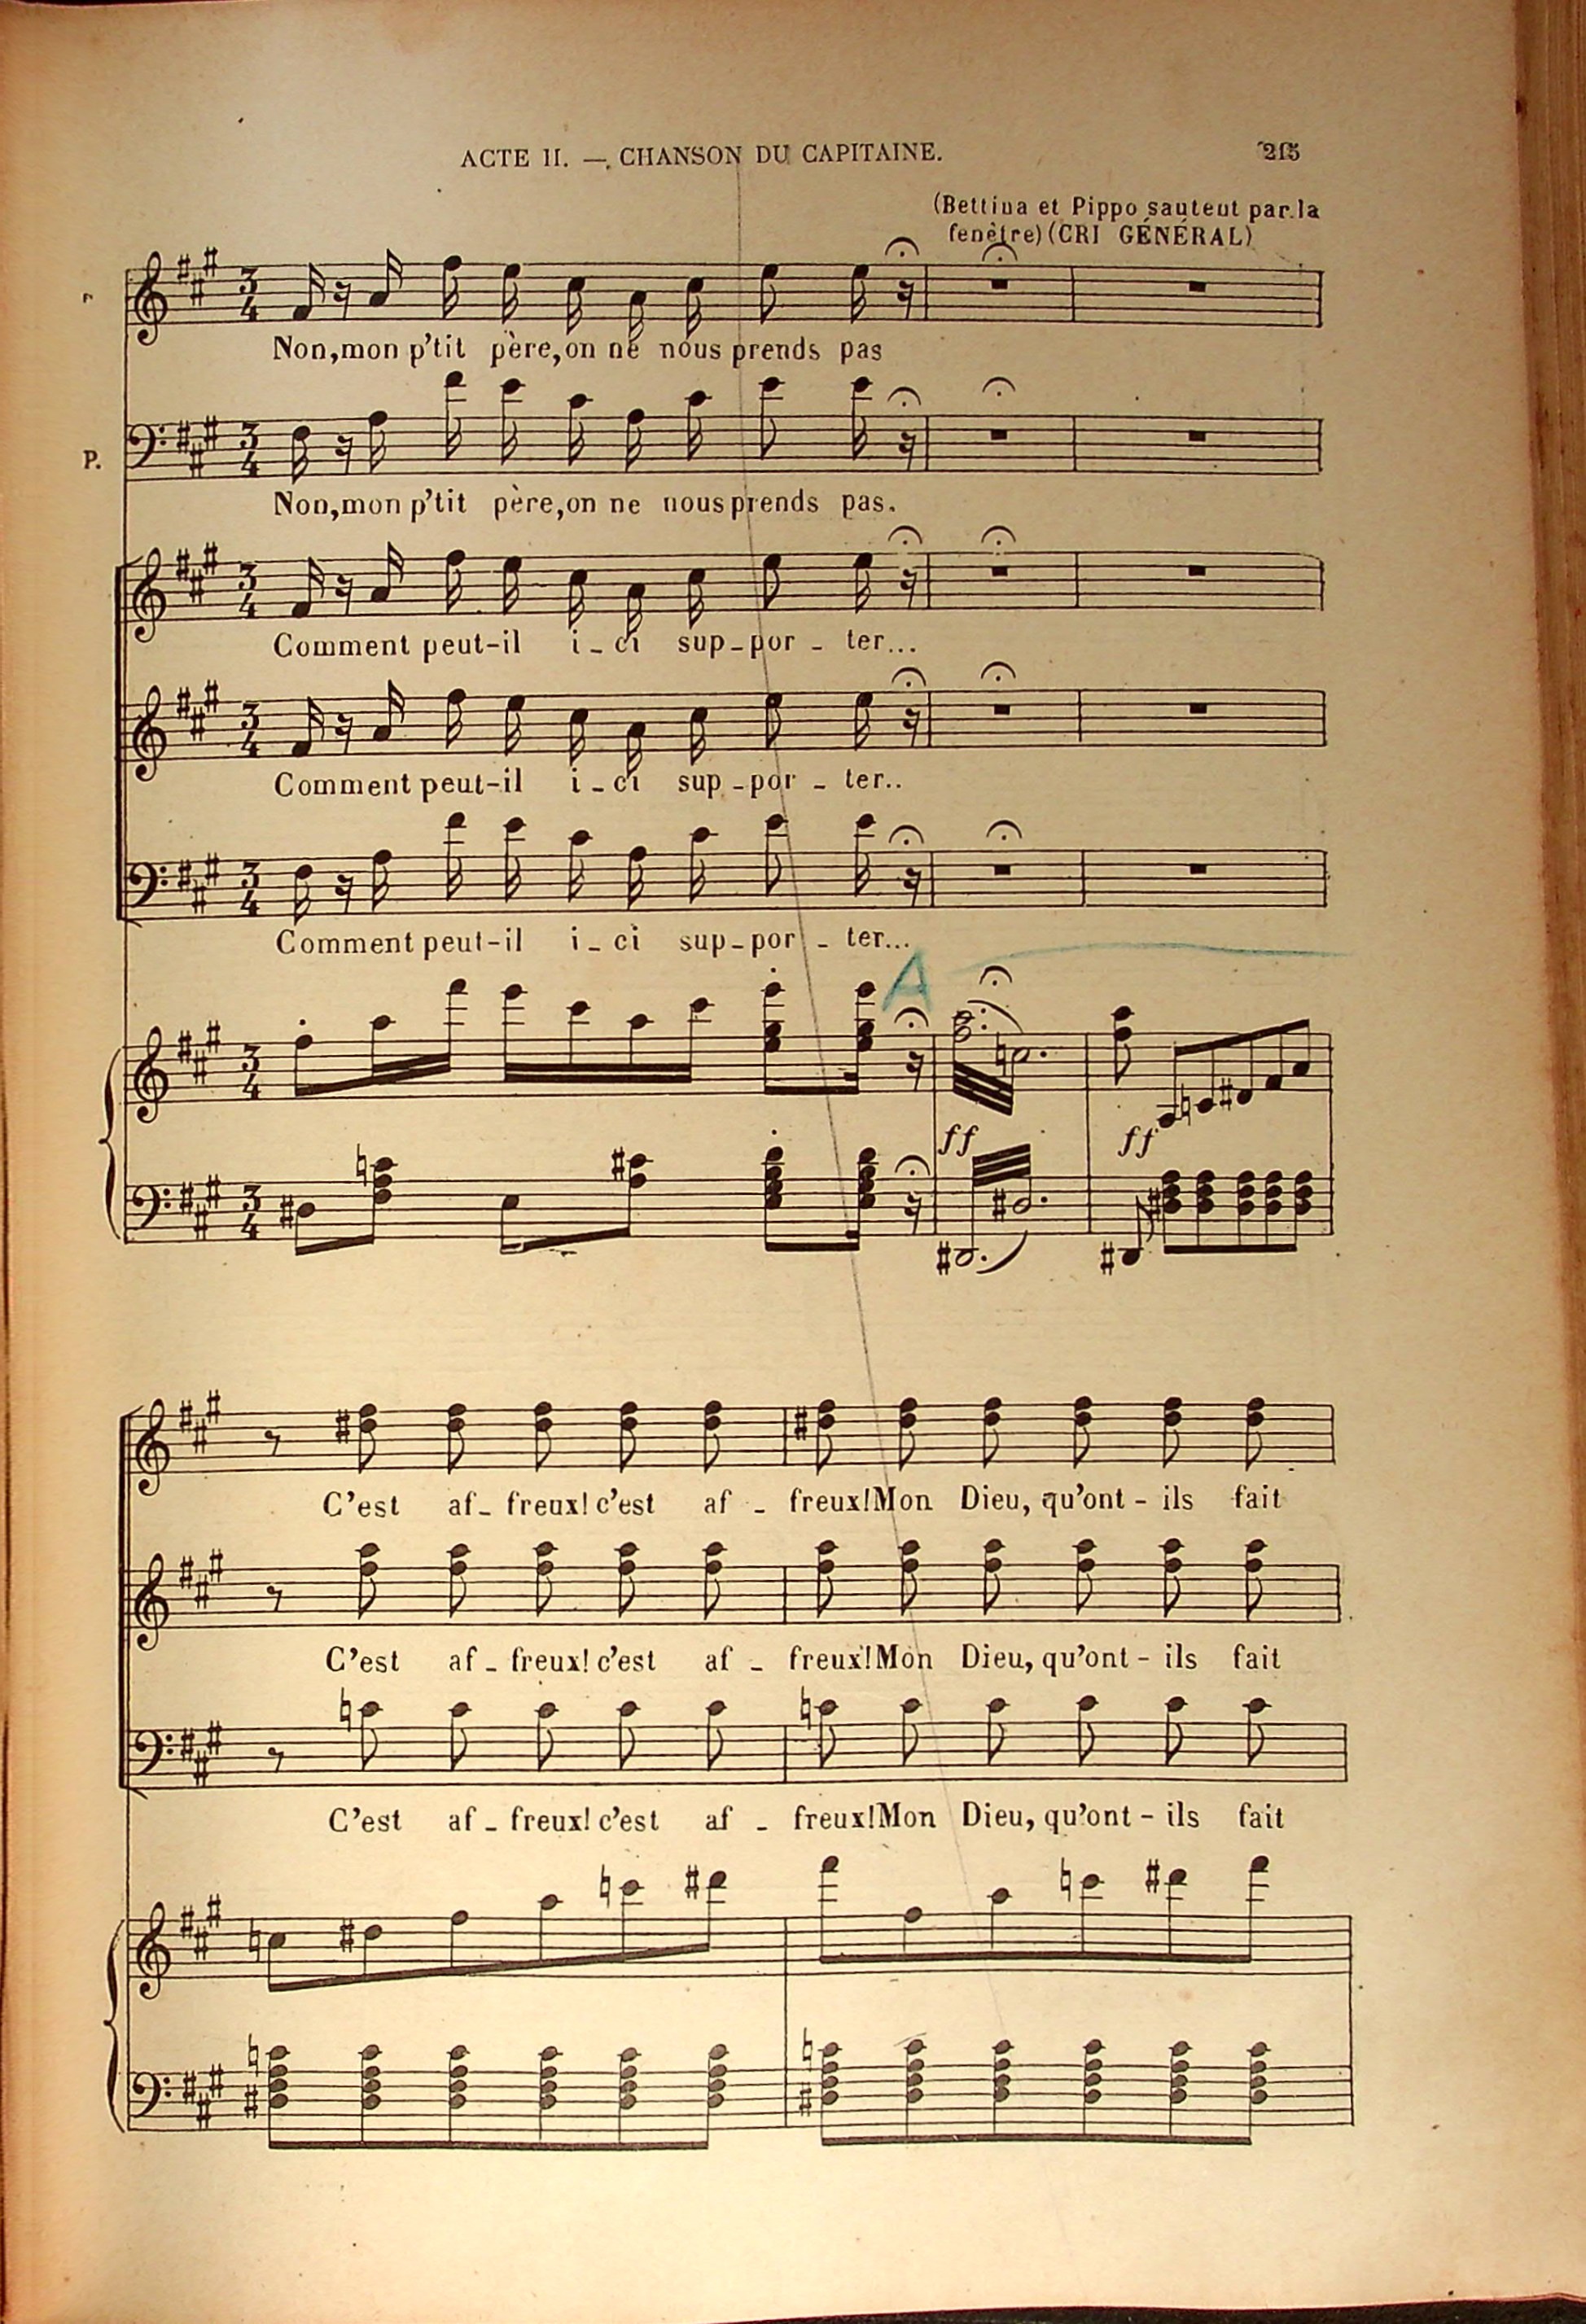 ACTE II. — CHANSON DU CAPITAINE.
215
(Bettina et Pippo sautent par la
fenêtre) (CRI GÉNÉRAL)
Non, mon p'tit père, on ne nous prends pas
P.
Non, mon p'tit père, on ne nous prends pas.
Comment peut-il i - ci sup - por - ter...
Comment peut-il i - ci sup - por - ter..
Comment peut-il i - ci sup - por - ter...
A
ff ff
C'est af - freux! c'est af - freux! Mon Dieu, qu'ont - ils fait
C'est af - freux! c'est af - freux! Mon Dieu, qu'ont - ils fait
C'est af - freux! c'est af - freux! Mon Dieu, qu'ont - ils fait